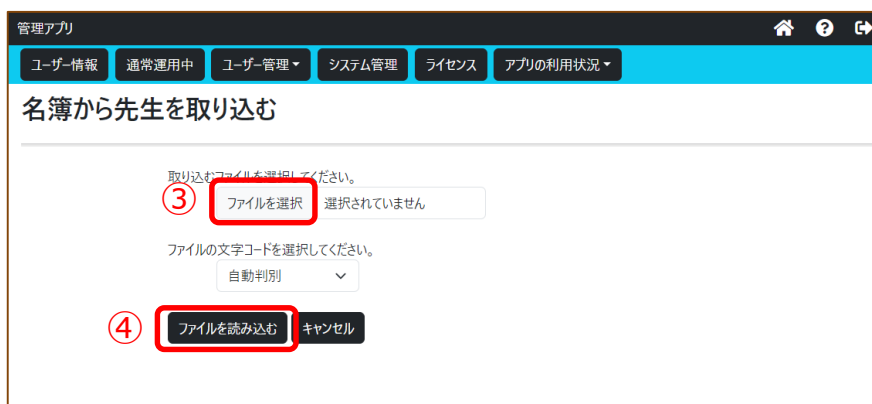 管理アプリ
ユーザー情報 通常運用中 ユーザー管理 システム管理 ライセンス アプリの利用状況
名簿から先生を取り込む
取り込むファイルを選択してください。
③ ファイルを選択 選択されていません
ファイルの文字コードを選択してください。
自動判別
④ ファイルを読み込む キャンセル